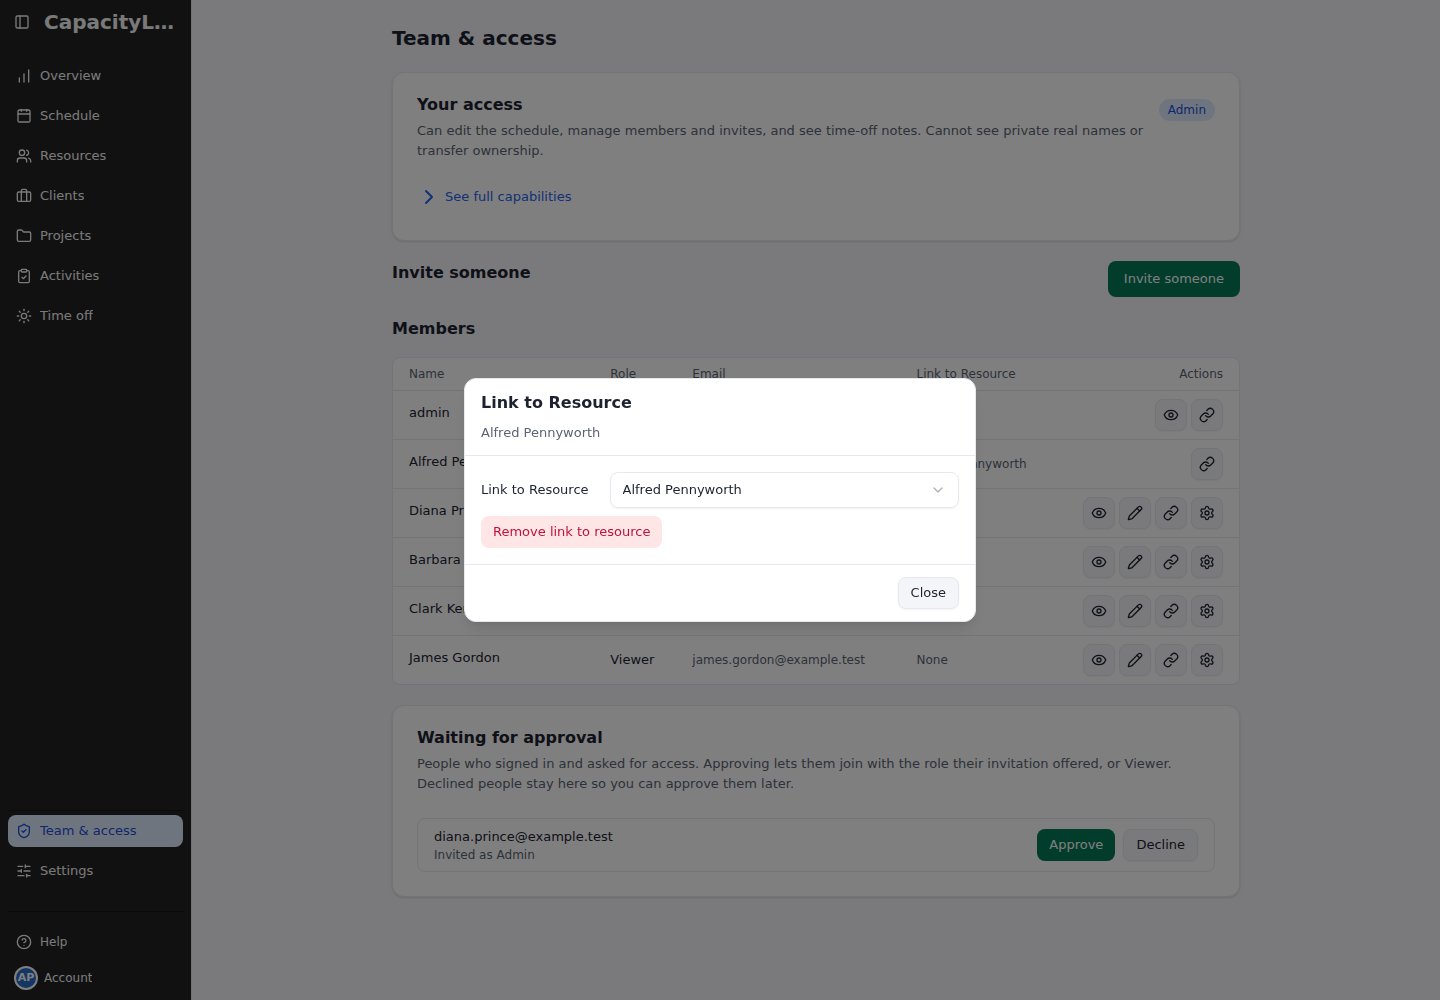 CapacityL...
Overview
Schedule
Resources
Clients
Projects
Activities
Time off
Team & access
Settings
Help
AP Account
Team & access
Your access
Admin
Can edit the schedule, manage members and invites, and see time-off notes. Cannot see private real names or
transfer ownership.
See full capabilities
Invite someone
Invite someone
Members
Name Role Email Link to Resource Actions
admin
Alfred Pe
nyworth
Diana Pr
Barbara
Clark Ke
James Gordon Viewer james.gordon@example.test None
Link to Resource
Alfred Pennyworth
Link to Resource Alfred Pennyworth
Remove link to resource
Close
Waiting for approval
People who signed in and asked for access. Approving lets them join with the role their invitation offered, or Viewer.
Declined people stay here so you can approve them later.
diana.prince@example.test
Invited as Admin
Approve Decline